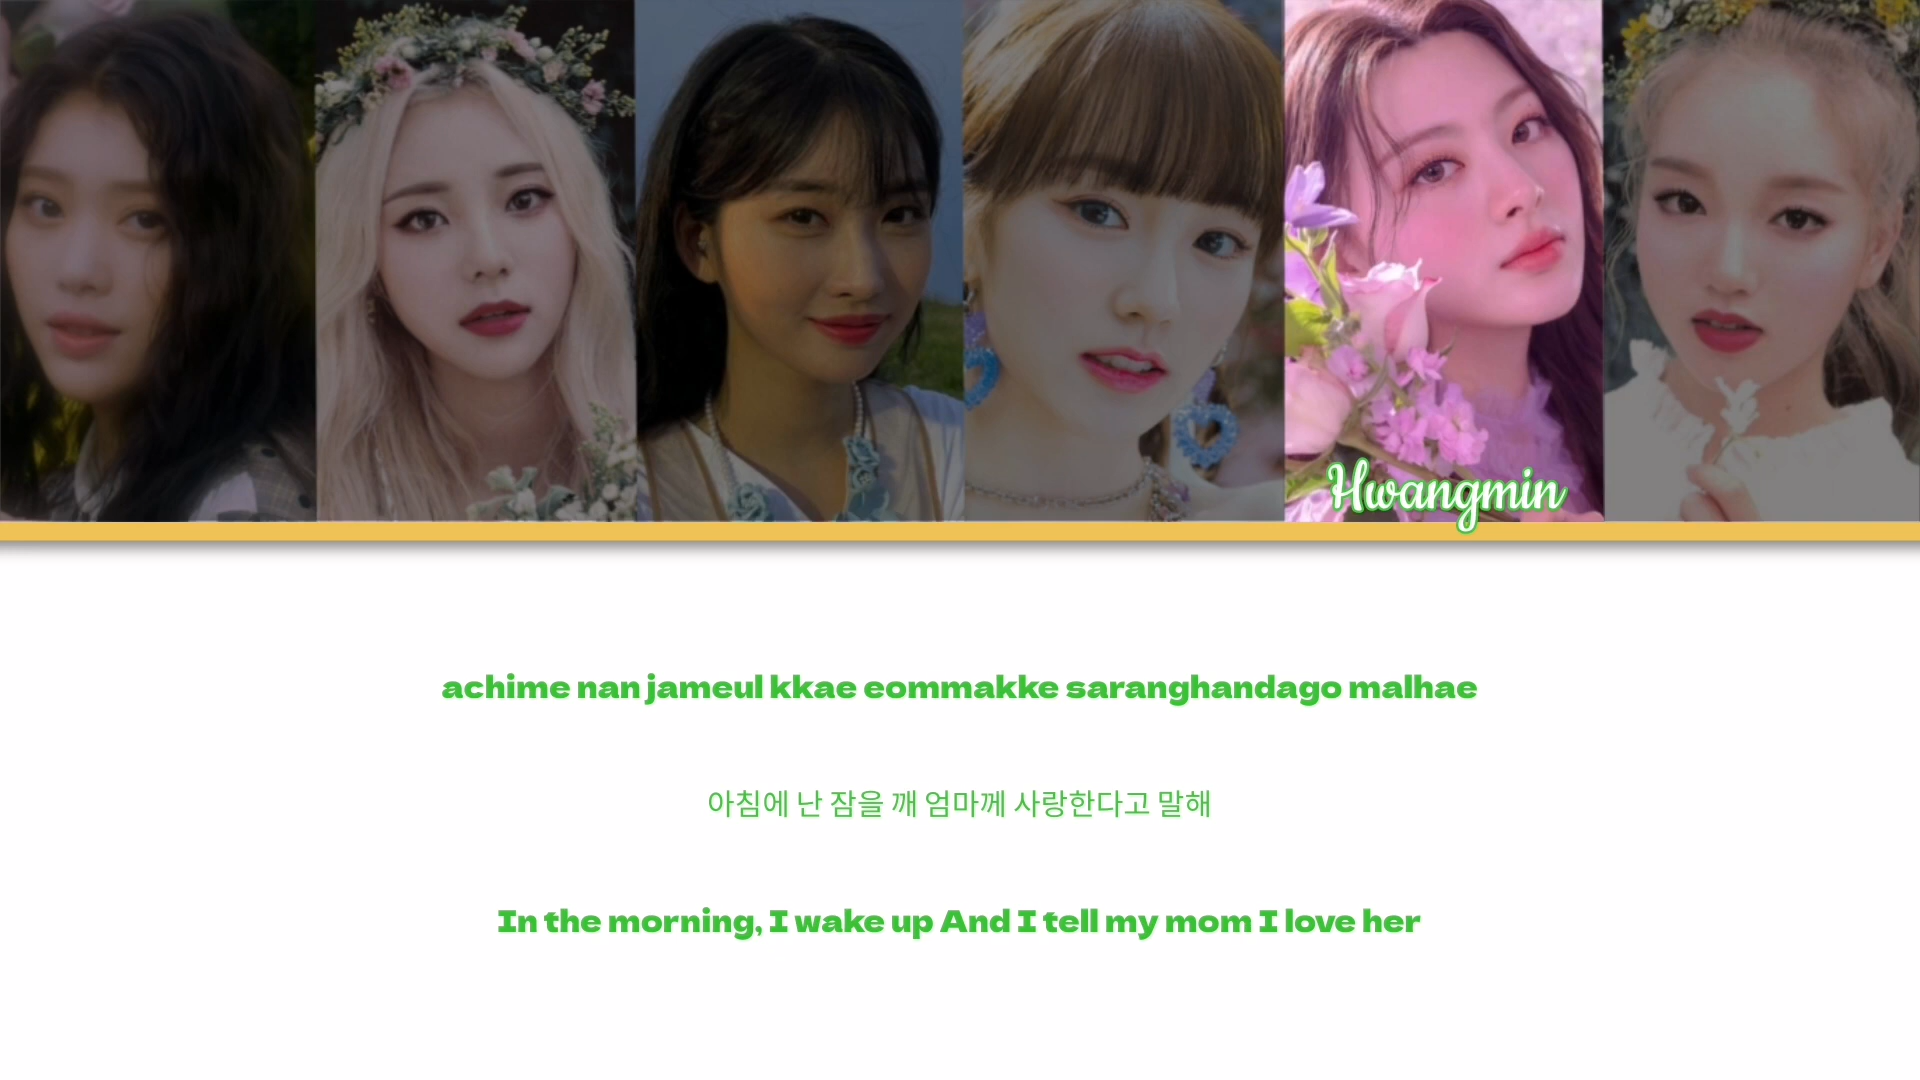 Hwangmin
achime nan jameul kkae eommakke saranghandago malhae
아침에 난 잠을 깨 엄마께 사랑한다고 말해
In the morning, I wake up And I tell my mom I love her